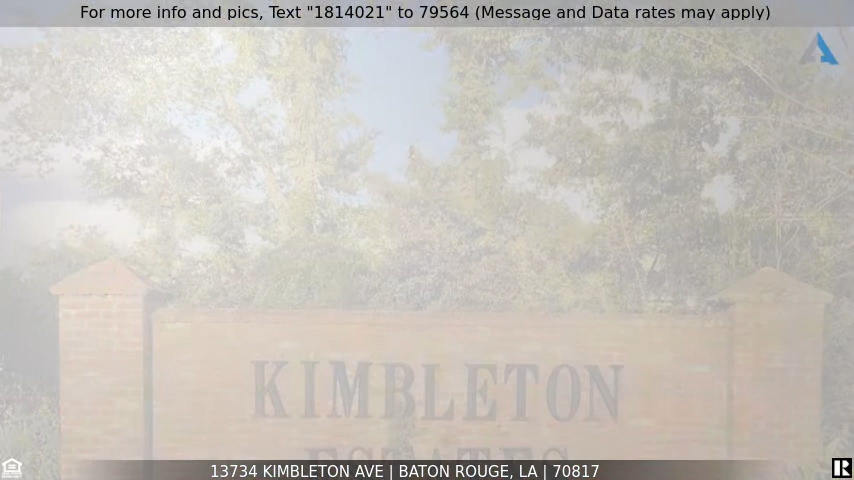 For more info and pics, Text "1814021" to 79564 (Message and Data rates may apply)
KIMBLETON
ESTATES
13734 KIMBLETON AVE | BATON ROUGE, LA | 70817